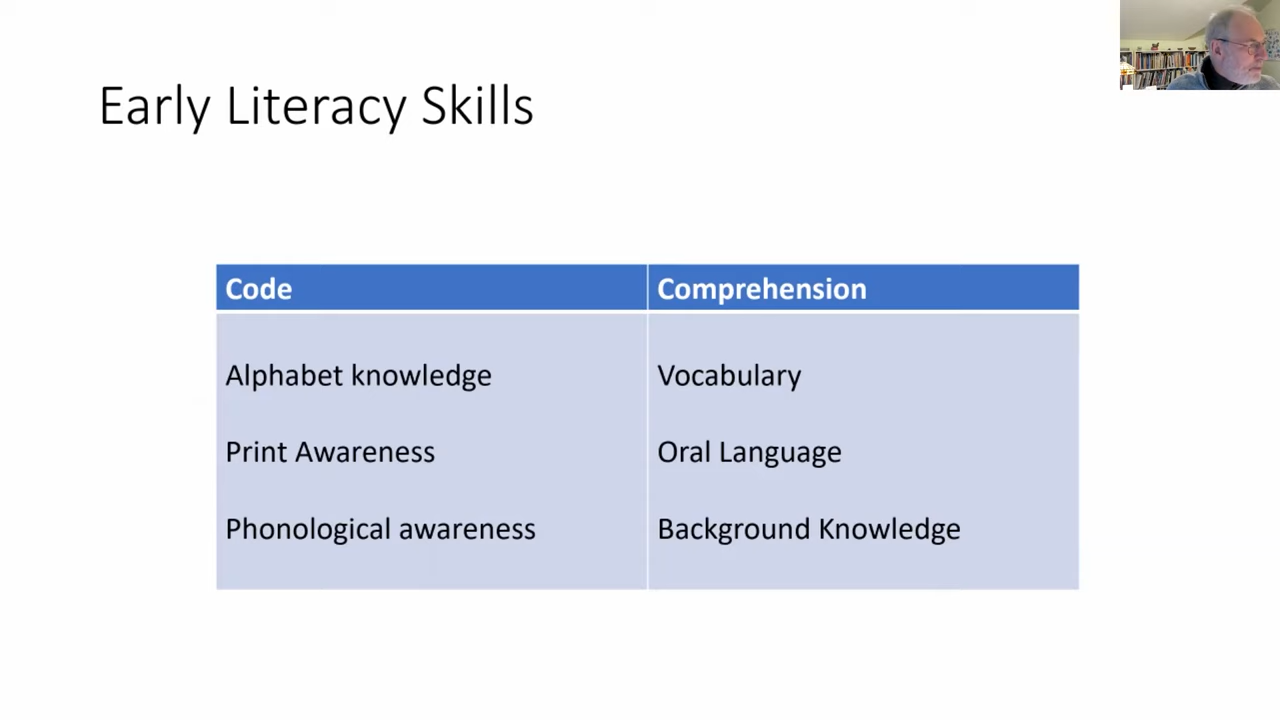 Early Literacy Skills
Code Comprehension
Alphabet knowledge Vocabulary
Print Awareness Oral Language
Phonological awareness Background Knowledge